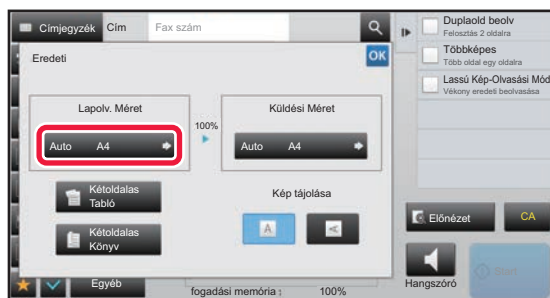 Címjegyzék Cím Fax szám
Eredeti
OK
Lapolv. Méret
Auto A4
100%
Küldési Méret
Auto A4
Kétoldalas
Tabló
Kétoldalas
Könyv
Kép tájolása
A
A
Egyéb
fogadási memória : 100%
Duplaold beolv
Felosztás 2 oldalra
Többképes
Több oldal egy oldalra
Lassú Kép-Olvasási Mód
Vékony eredeti beolvasása
Előnézet
CA
Hangszóró
Start